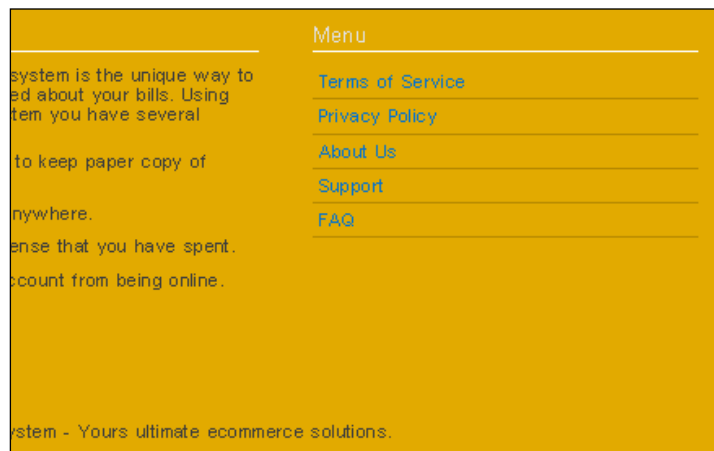 Menu
system is the unique way to
ed about your bills. Using
tem you have several
to keep paper copy of
nywhere.
ense that you have spent.
ccount from being online.
Terms of Service
Privacy Policy
About Us
Support
FAQ
ystem - Yours ultimate ecommerce solutions.